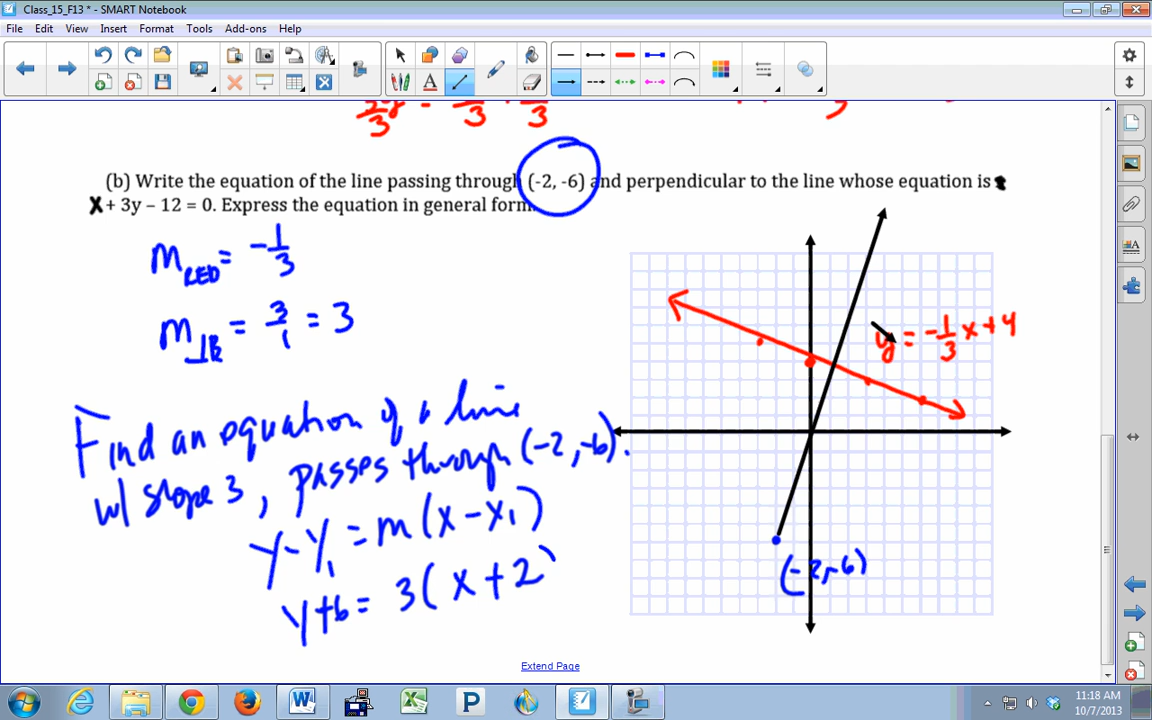 Class_15_F13 * - SMART Notebook
File Edit View Insert Format Tools Add-ons Help
(b) Write the equation of the line passing through (-2, -6) and perpendicular to the line whose equation is
x + 3y – 12 = 0. Express the equation in general form.
m RED = -1/3
m ⊥ = 3/1 = 3
Find an equation of a line
w/ slope 3, passes through (-2,-6).
y-y₁ = m(x-x₁)
y+6 = 3(x+2)
y = -1/3 x+4
(-2,-6)
Extend Page
11:18 AM
10/7/2013